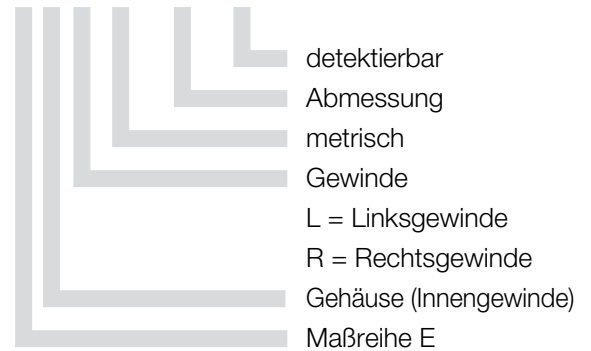 detektierbar
Abmessung
metrisch
Gewinde
L = Linksgewinde
R = Rechtsgewinde
Gehäuse (Innengewinde)
Maßreihe E